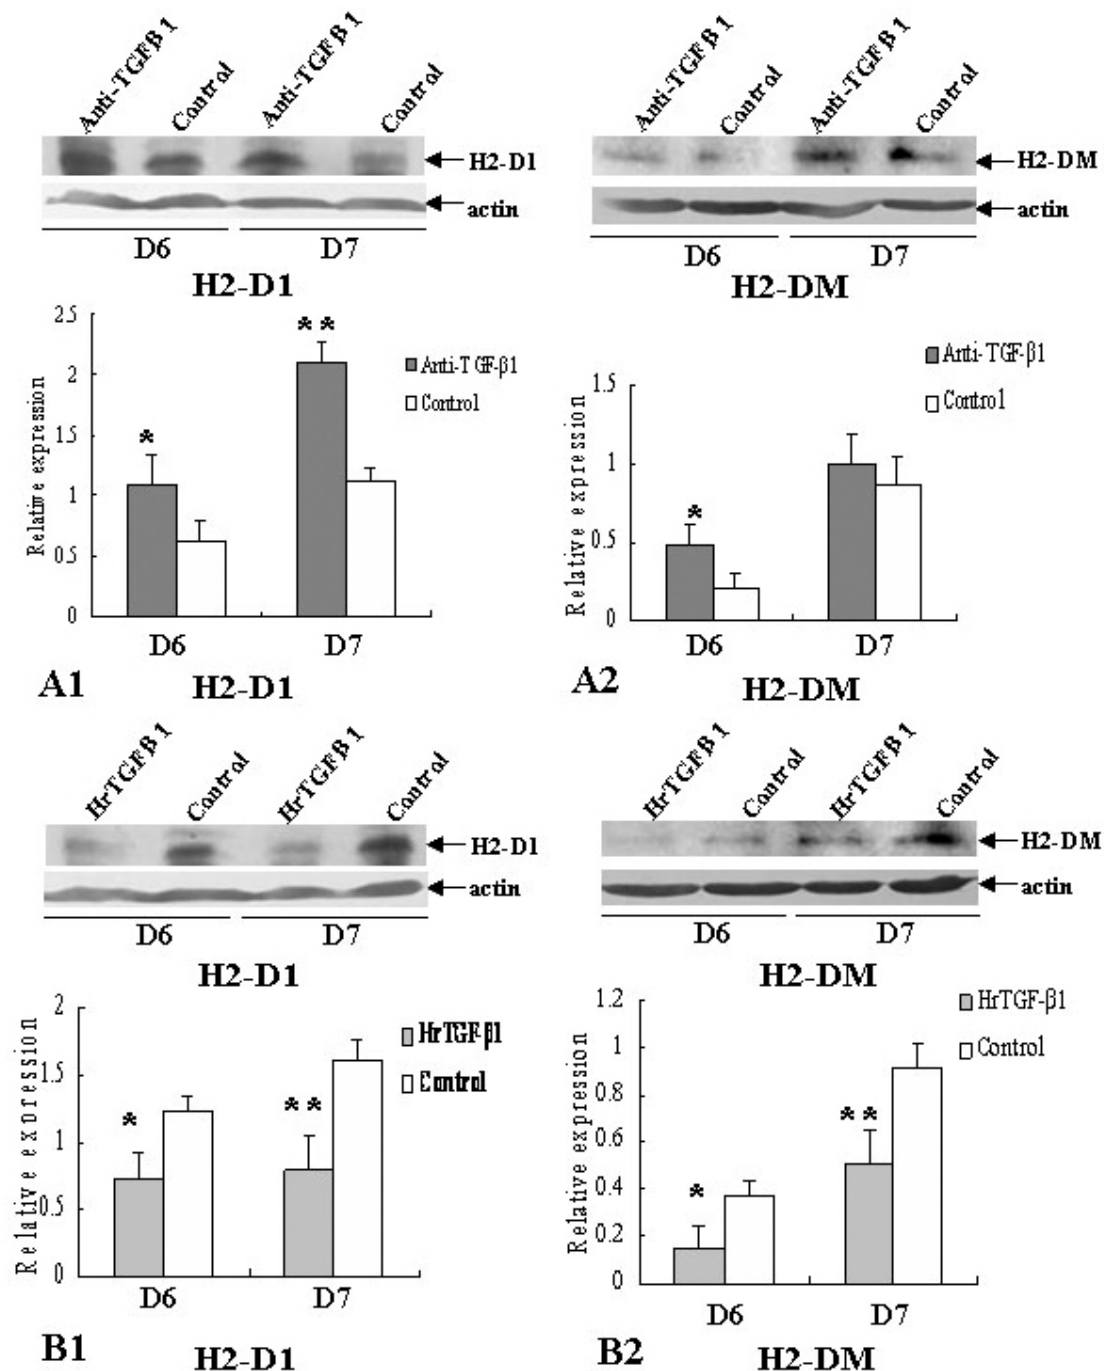 Anti-TGFβ1
Control
Anti-TGFβ1
Control
H2-D1
actin
D6
D7
H2-D1
2.5
2
1.5
1
0.5
0
Relative expression
*
**
Anti-TGF-β1
Control
D6
D7
A1
H2-D1
Anti-TGFβ1
Control
Anti-TGFβ1
Control
H2-DM
actin
D6
D7
H2-DM
1.5
1
0.5
0
Relative expression
*
Anti-TGF-β1
Control
D6
D7
A2
H2-DM
HrTGFβ1
Control
HrTGFβ1
Control
H2-D1
actin
D6
D7
H2-D1
2
1.5
1
0.5
0
Relative expression
*
**
HrTGF-β1
Control
D6
D7
B1
H2-D1
HrTGFβ1
Control
HrTGFβ1
Control
H2-DM
actin
D6
D7
H2-DM
1.2
1
0.8
0.6
0.4
0.2
0
Relative expression
*
**
HrTGF-β1
Control
D6
D7
B2
H2-DM